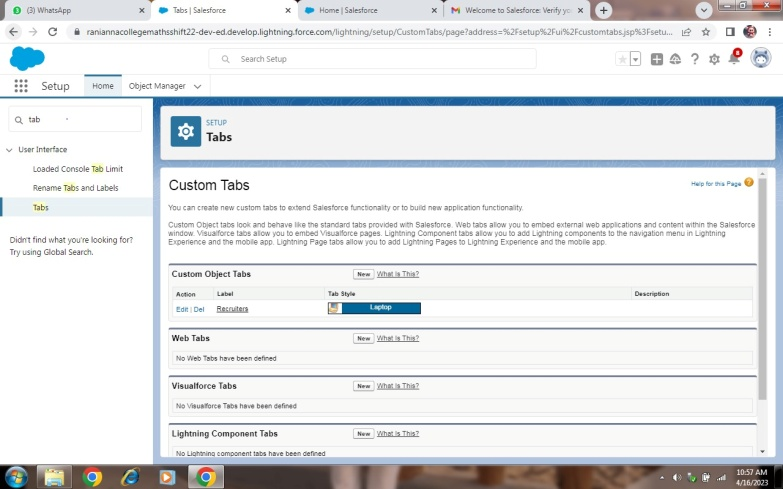 (3) WhatsApp
Tabs | Salesforce
Home | Salesforce
Welcome to Salesforce: Verify yo
raniannacollegemathsshift22-dev-ed.develop.lightning.force.com/lightning/setup/CustomTabs/page?address=%2Fsetup%2Fui%2Fcustomtabs.jsp%3Fsetu...
Search Setup
8
Setup
Home
Object Manager
tab
User Interface
Loaded Console Tab Limit
Rename Tabs and Labels
Tabs
Didn't find what you're looking for?
Try using Global Search.
SETUP
Tabs
Custom Tabs
Help for this Page
You can create new custom tabs to extend Salesforce functionality or to build new application functionality.
Custom Object tabs look and behave like the standard tabs provided with Salesforce. Web tabs allow you to embed external web applications and content within the Salesforce
window. Visualforce tabs allow you to embed Visualforce pages. Lightning Component tabs allow you to add Lightning components to the navigation menu in Lightning
Experience and the mobile app. Lightning Page tabs allow you to add Lightning Pages to Lightning Experience and the mobile app.
Custom Object Tabs New What Is This?
Action Label Tab Style Description
Edit | Del Recruiters Laptop
Web Tabs New What Is This?
No Web Tabs have been defined
Visualforce Tabs New What Is This?
No Visualforce Tabs have been defined
Lightning Component Tabs New What Is This?
No Lightning component tabs have been defined
10:57 AM
4/16/2023